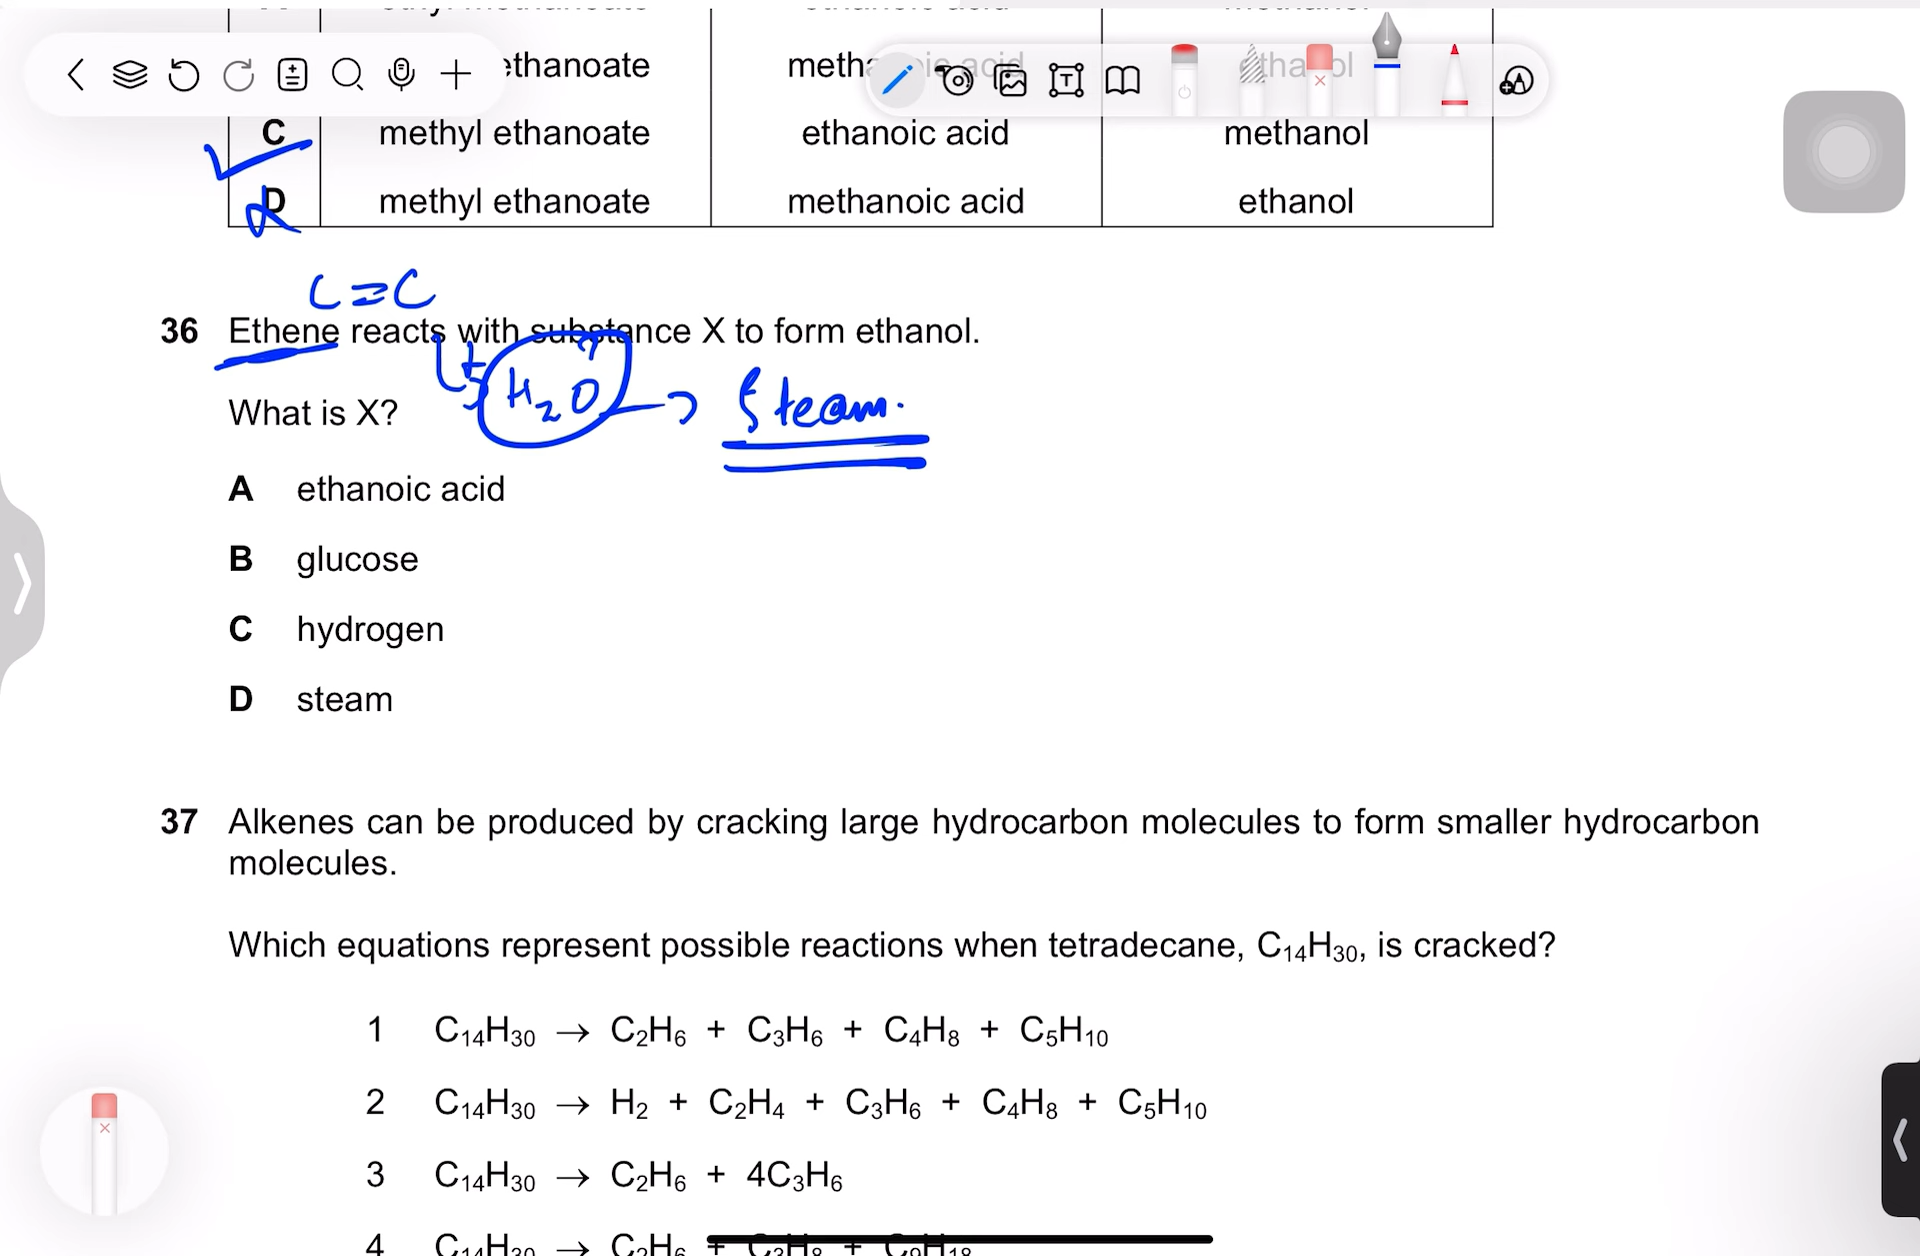 ethanoate
C methyl ethanoate ethanoic acid methanol
D methyl ethanoate methanoic acid ethanol
C=C
36 Ethene reacts with substance X to form ethanol.
What is X?
+ H₂O → Steam.
A ethanoic acid
B glucose
C hydrogen
D steam
37 Alkenes can be produced by cracking large hydrocarbon molecules to form smaller hydrocarbon
molecules.
Which equations represent possible reactions when tetradecane, C₁₄H₃₀, is cracked?
1 C₁₄H₃₀ → C₂H₆ + C₃H₆ + C₄H₈ + C₅H₁₀
2 C₁₄H₃₀ → H₂ + C₂H₄ + C₃H₆ + C₄H₈ + C₅H₁₀
3 C₁₄H₃₀ → C₂H₆ + 4C₃H₆
4 C₁₄H₃₀ → C₂H₆ + C₃H₈ + C₉H₁₈